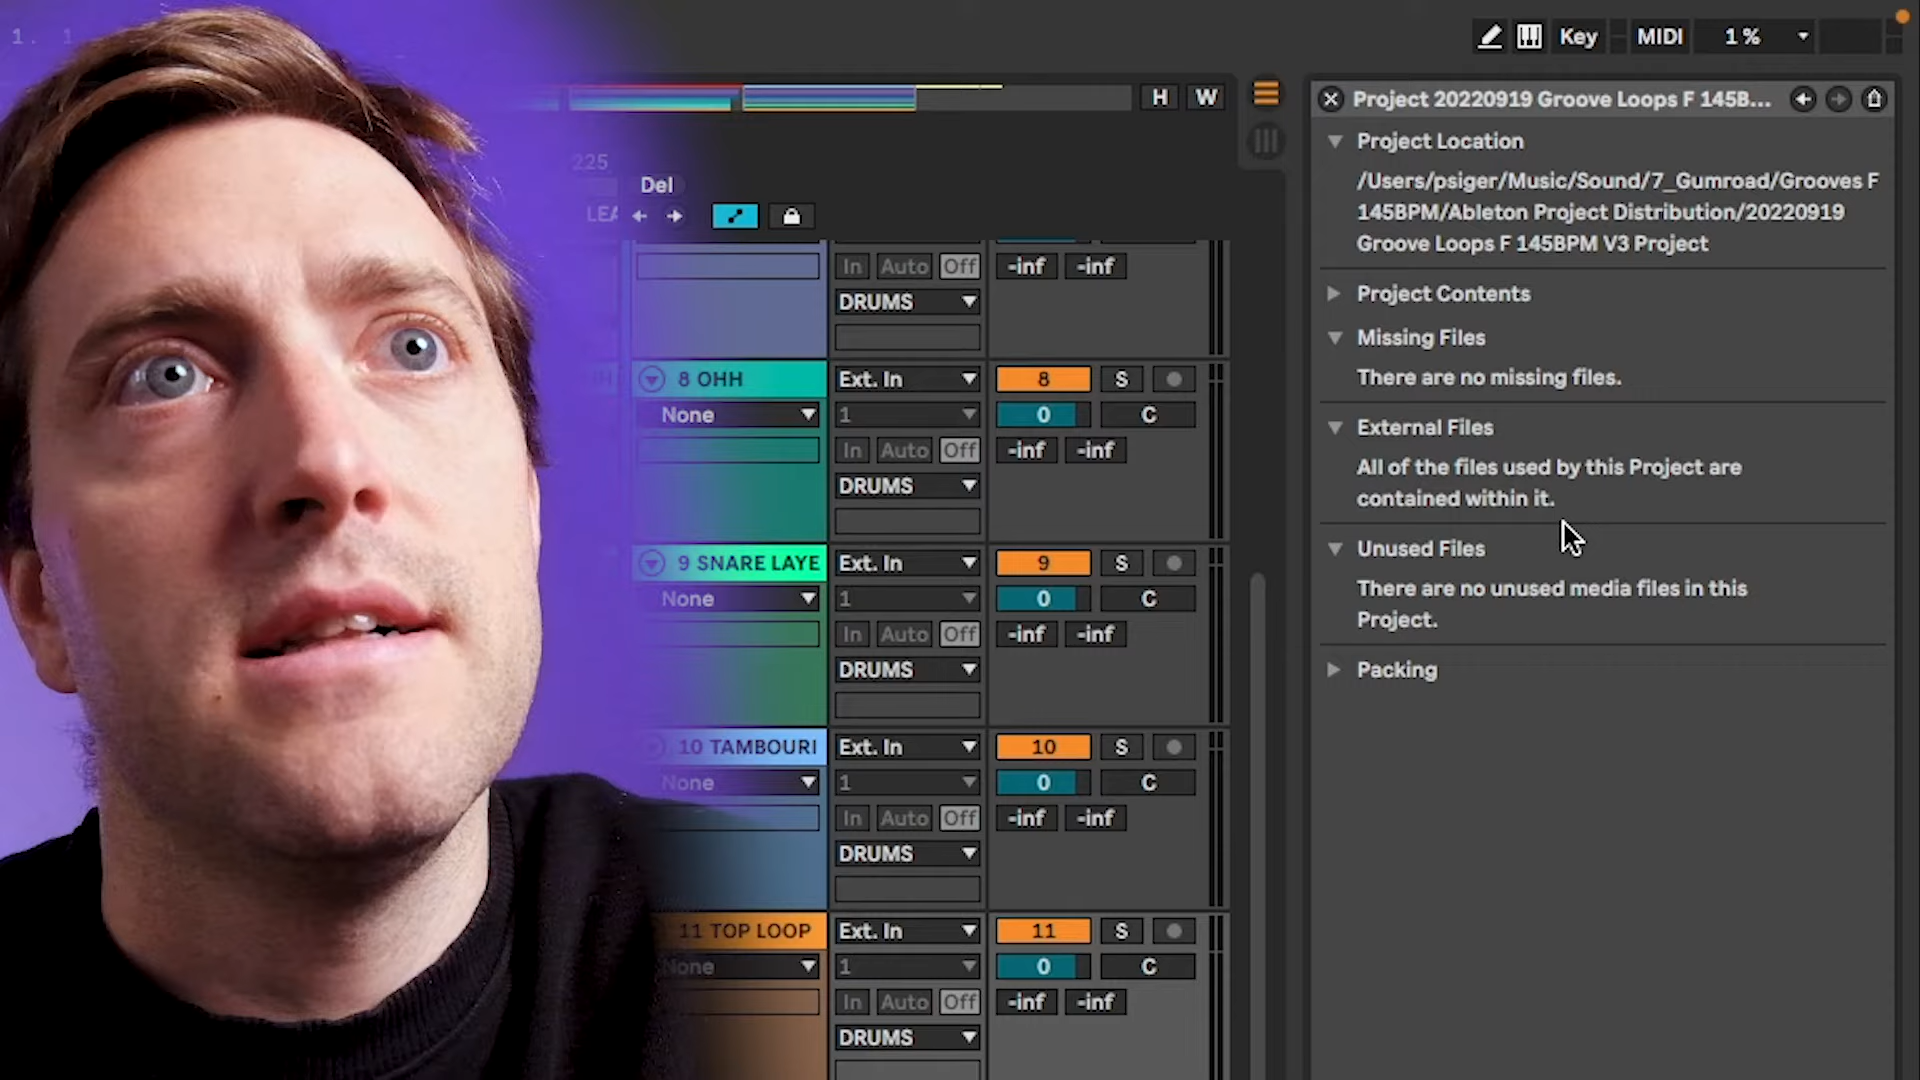 1. 1
Key MIDI 1 %
H W
225
Del
LEA
In Auto Off -inf -inf
DRUMS
8 OHH Ext. In 8 S
None 1 0 C
In Auto Off -inf -inf
DRUMS
9 SNARE LAYE Ext. In 9 S
None 1 0 C
In Auto Off -inf -inf
DRUMS
10 TAMBOURI Ext. In 10 S
None 1 0 C
In Auto Off -inf -inf
DRUMS
11 TOP LOOP Ext. In 11 S
None 1 0 C
In Auto Off -inf -inf
DRUMS
Project 20220919 Groove Loops F 145B...
Project Location
/Users/psiger/Music/Sound/7_Gumroad/Grooves F
145BPM/Ableton Project Distribution/20220919
Groove Loops F 145BPM V3 Project
Project Contents
Missing Files
There are no missing files.
External Files
All of the files used by this Project are
contained within it.
Unused Files
There are no unused media files in this
Project.
Packing